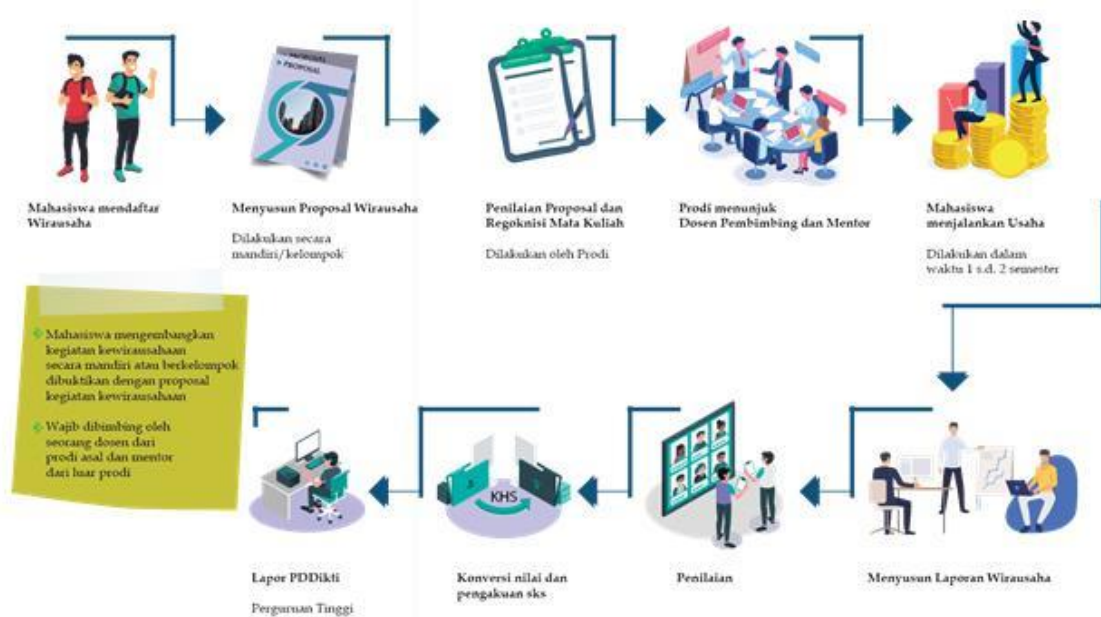 PROPOSAL
Mahasiswa mendaftar
Wirausaha
Menyusun Proposal Wirausaha
Dilakukan secara
mandiri/kelompok
Penilaian Proposal dan
Regoknisi Mata Kuliah
Dilakukan oleh Prodi
Prodi menunjuk
Dosen Pembimbing dan Mentor
Mahasiswa
menjalankan Usaha
Dilakukan dalam
waktu 1 s.d. 2 semester
Mahasiswa mengembangkan
kegiatan kewirausahaan
secara mandiri atau berkelompok
dibuktikan dengan proposal
kegiatan kewirausahaan
Wajib dibimbing oleh
seorang dosen dari
prodi asal dan mentor
dari luar prodi
KHS
Lapor PDDikti
Perguruan Tinggi
Konversi nilai dan
pengakuan sks
Penilaian
Menyusun Laporan Wirausaha